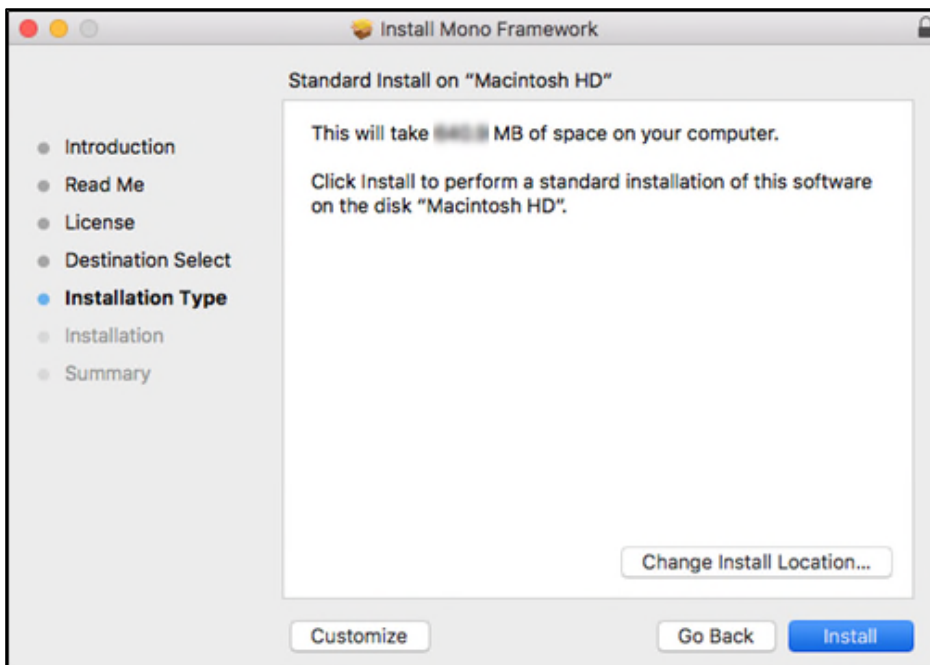 Install Mono Framework
Standard Install on “Macintosh HD”
Introduction
Read Me
License
Destination Select
Installation Type
Installation
Summary
This will take MB of space on your computer.
Click Install to perform a standard installation of this software
on the disk “Macintosh HD”.
Change Install Location...
Customize
Go Back
Install